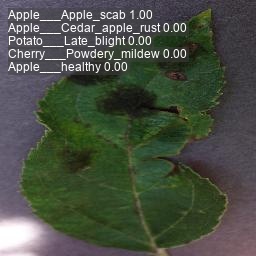 Apple___Apple_scab 1.00
Apple___Cedar_apple_rust 0.00
Potato___Late_blight 0.00
Cherry___Powdery_mildew 0.00
Apple___healthy 0.00